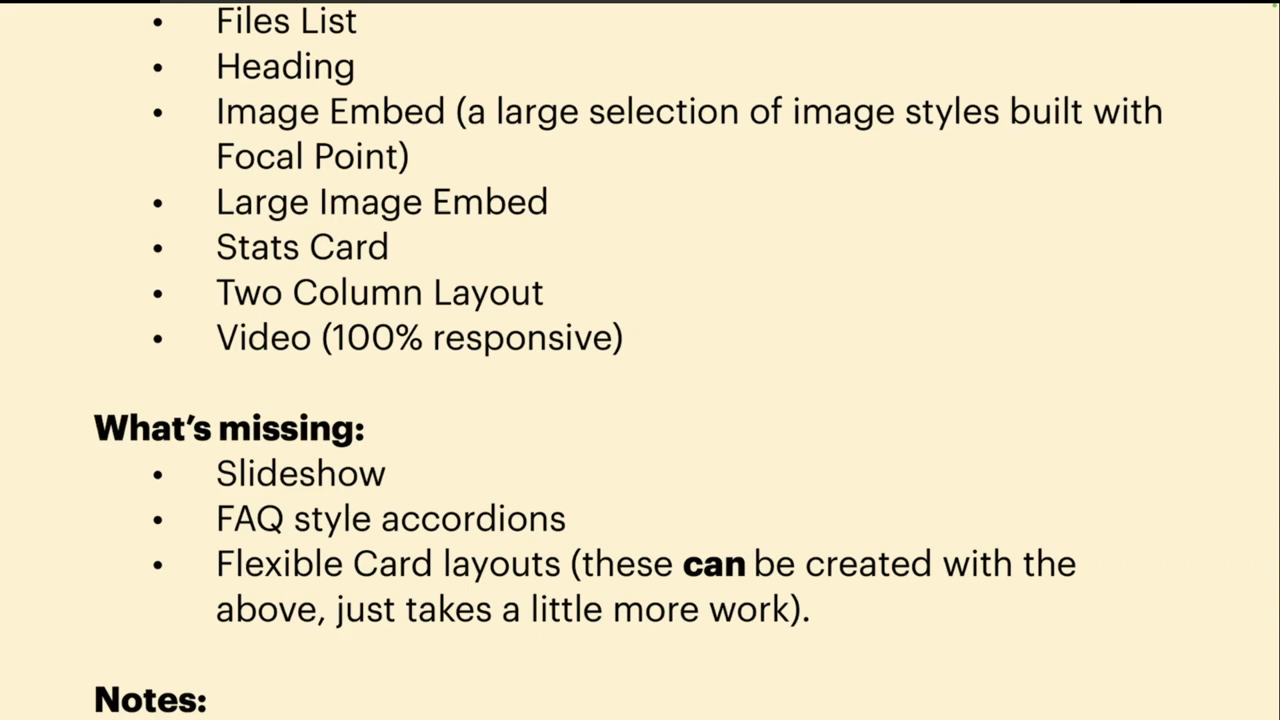 • Files List
• Heading
• Image Embed (a large selection of image styles built with
Focal Point)
• Large Image Embed
• Stats Card
• Two Column Layout
• Video (100% responsive)
What’s missing:
• Slideshow
• FAQ style accordions
• Flexible Card layouts (these can be created with the
above, just takes a little more work).
Notes: